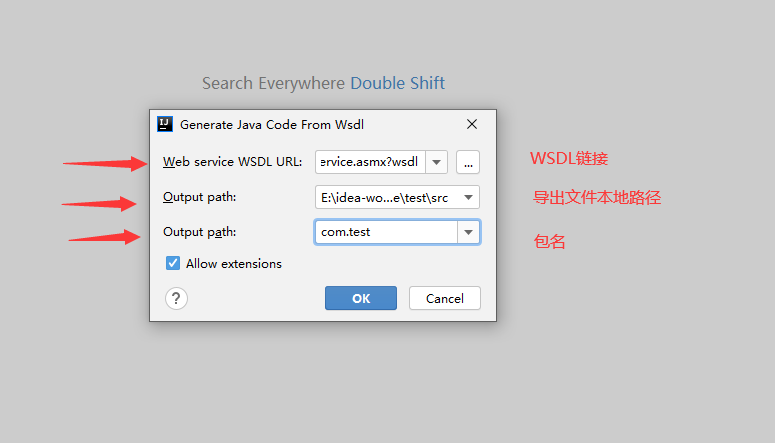 Search Everywhere Double Shift
Generate Java Code From Wsdl
Web service WSDL URL: ervice.asmx?wsdl ... WSDL链接
Output path: E:\idea-wo...e\test\src 导出文件本地路径
Output path: com.test 包名
Allow extensions
? OK Cancel